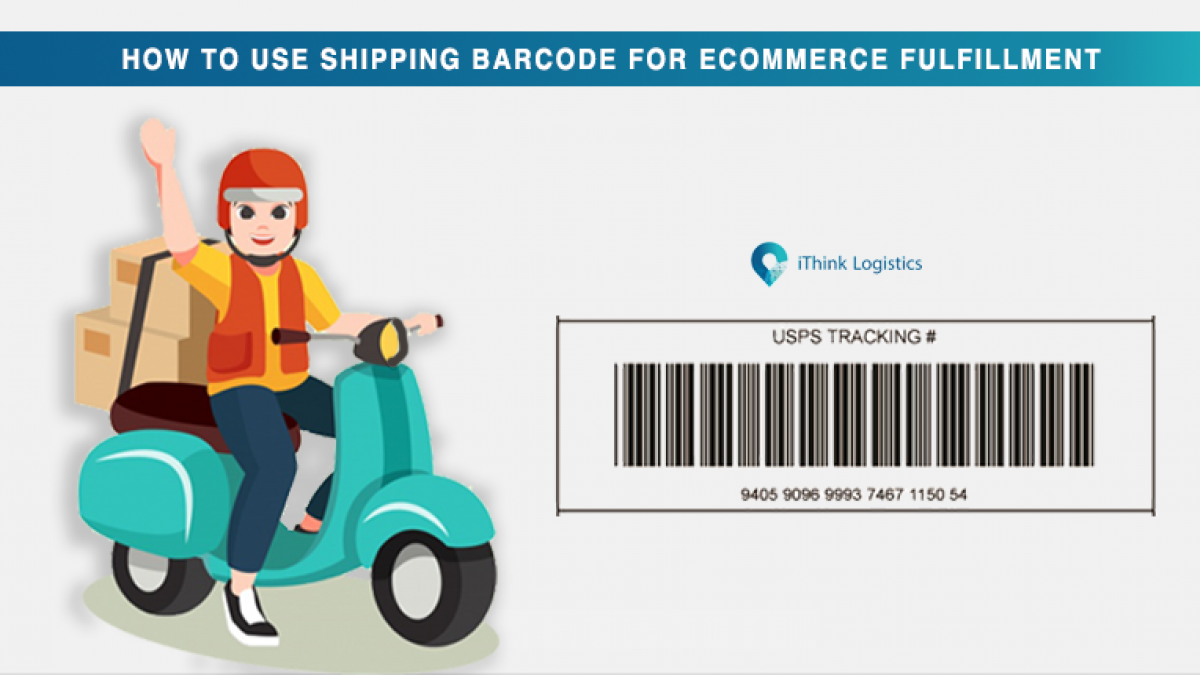 HOW TO USE SHIPPING BARCODE FOR ECOMMERCE FULFILLMENT
iThink Logistics
USPS TRACKING #
9405 9096 9993 7467 1150 54